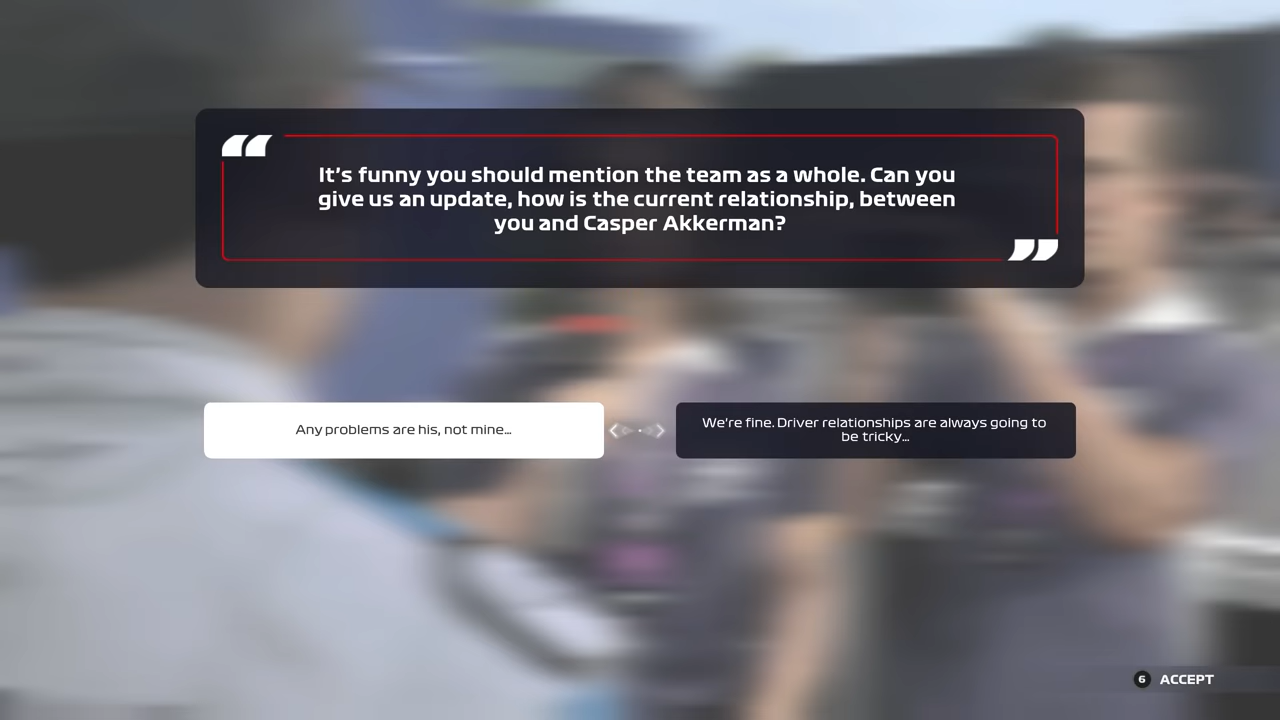 It's funny you should mention the team as a whole. Can you
give us an update, how is the current relationship, between
you and Casper Akkerman?
Any problems are his, not mine...
We're fine. Driver relationships are always going to
be tricky...
6 ACCEPT